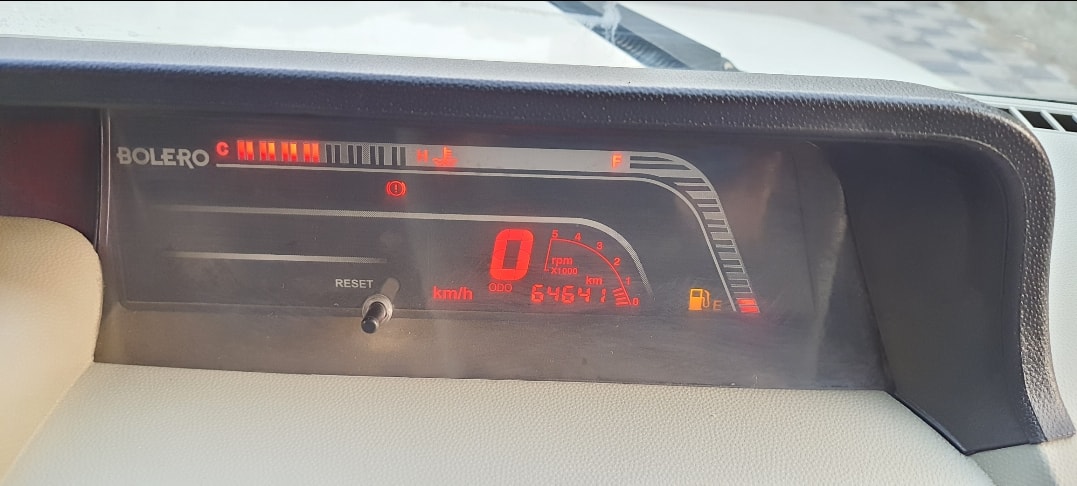 BOLERO C H F
5 4 3 2 1 0
rpm
X1000
0
RESET
km/h
ODO
km
64641
E